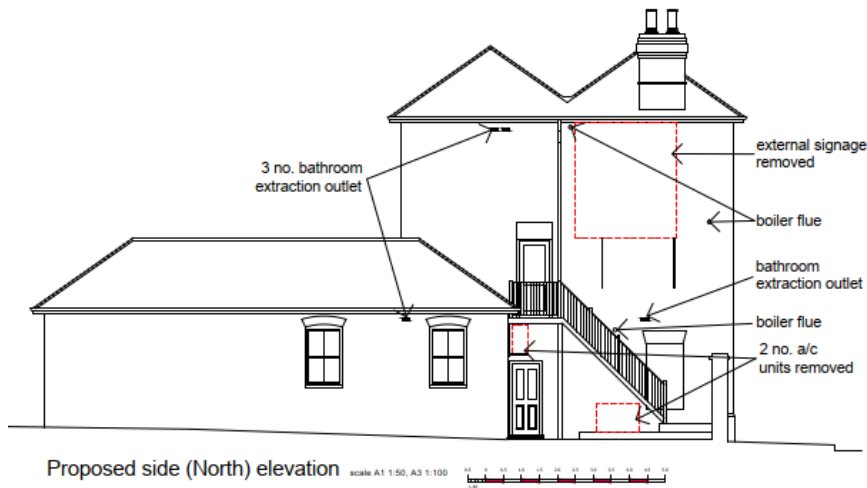 external signage
removed
3 no. bathroom
extraction outlet
boiler flue
bathroom
extraction outlet
boiler flue
2 no. a/c
units removed
Proposed side (North) elevation scale A1 1:50, A3 1:100